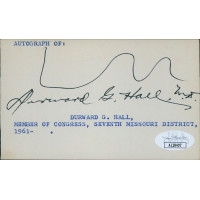 AUTOGRAPH OF:
Durward G. Hall, M.D.
DURWARD G. HALL,
MEMBER OF CONGRESS, SEVENTH MISSOURI DISTRICT,
1961-